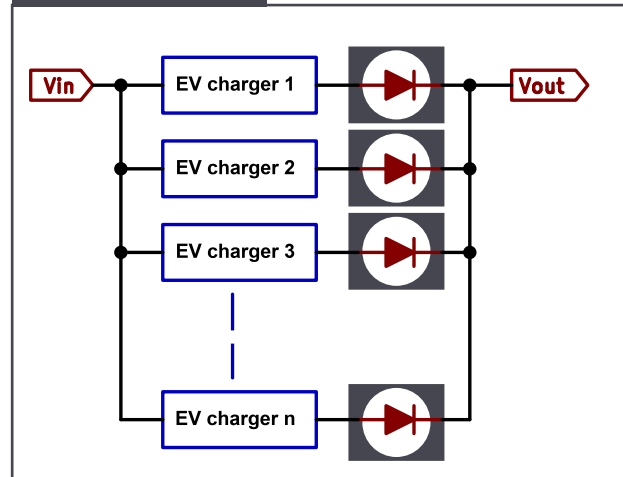 Vin
EV charger 1
Vout
EV charger 2
EV charger 3
EV charger n